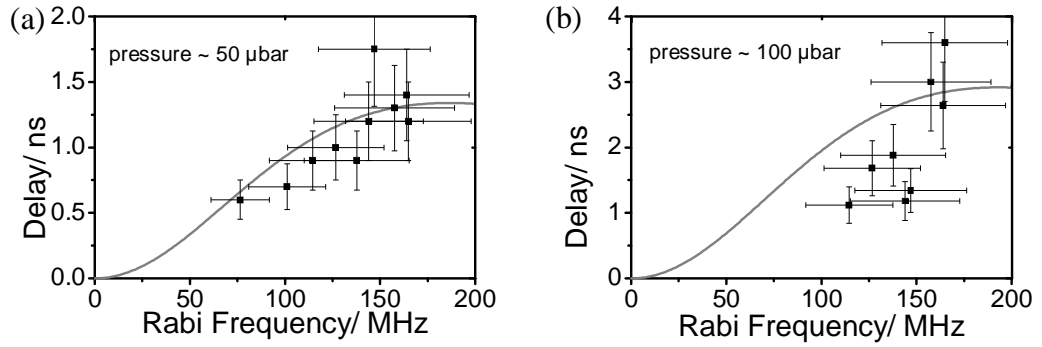 (a)
pressure ~ 50 µbar
2.0
1.5
1.0
0.5
0.0
Delay/ ns
0 50 100 150 200
Rabi Frequency/ MHz
(b)
pressure ~ 100 µbar
4
3
2
1
0
Delay/ ns
0 50 100 150 200
Rabi Frequency/ MHz